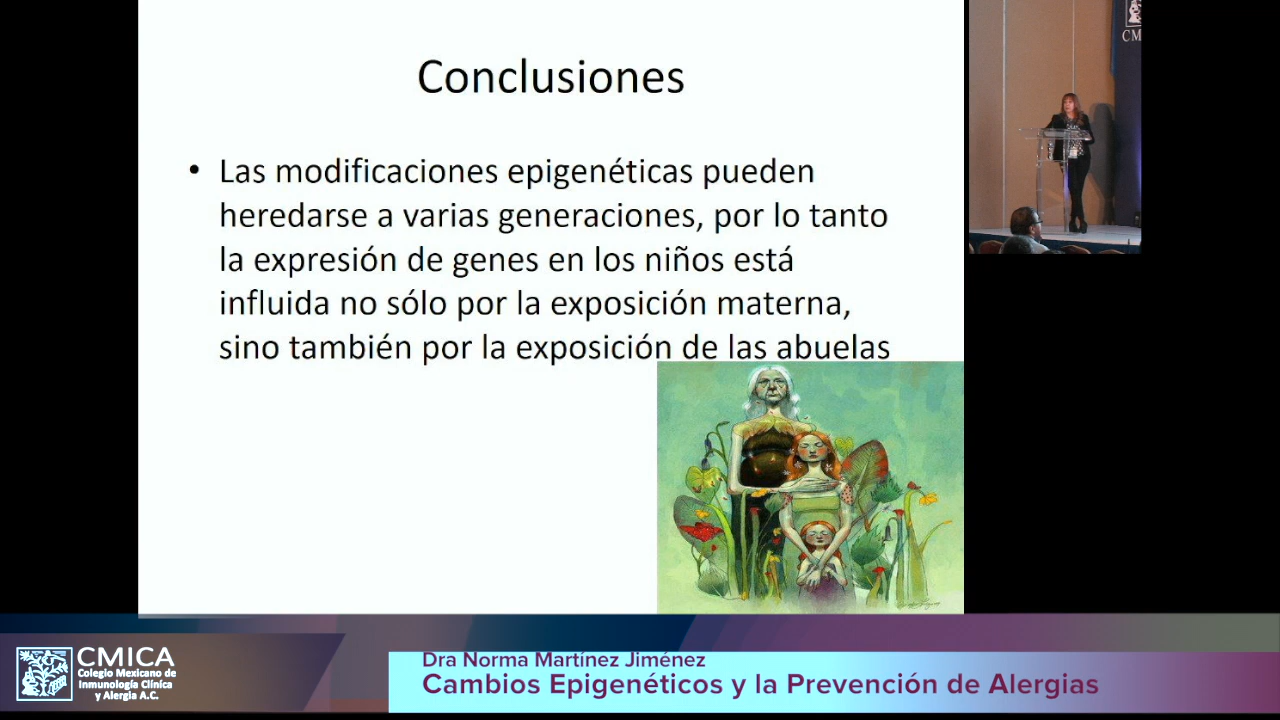 Conclusiones
• Las modificaciones epigenéticas pueden
heredarse a varias generaciones, por lo tanto
la expresión de genes en los niños está
influida no sólo por la exposición materna,
sino también por la exposición de las abuelas
CM
CMICA
Colegio Mexicano de
Inmunología Clínica
y Alergia A.C.
Dra Norma Martínez Jiménez
Cambios Epigenéticos y la Prevención de Alergias